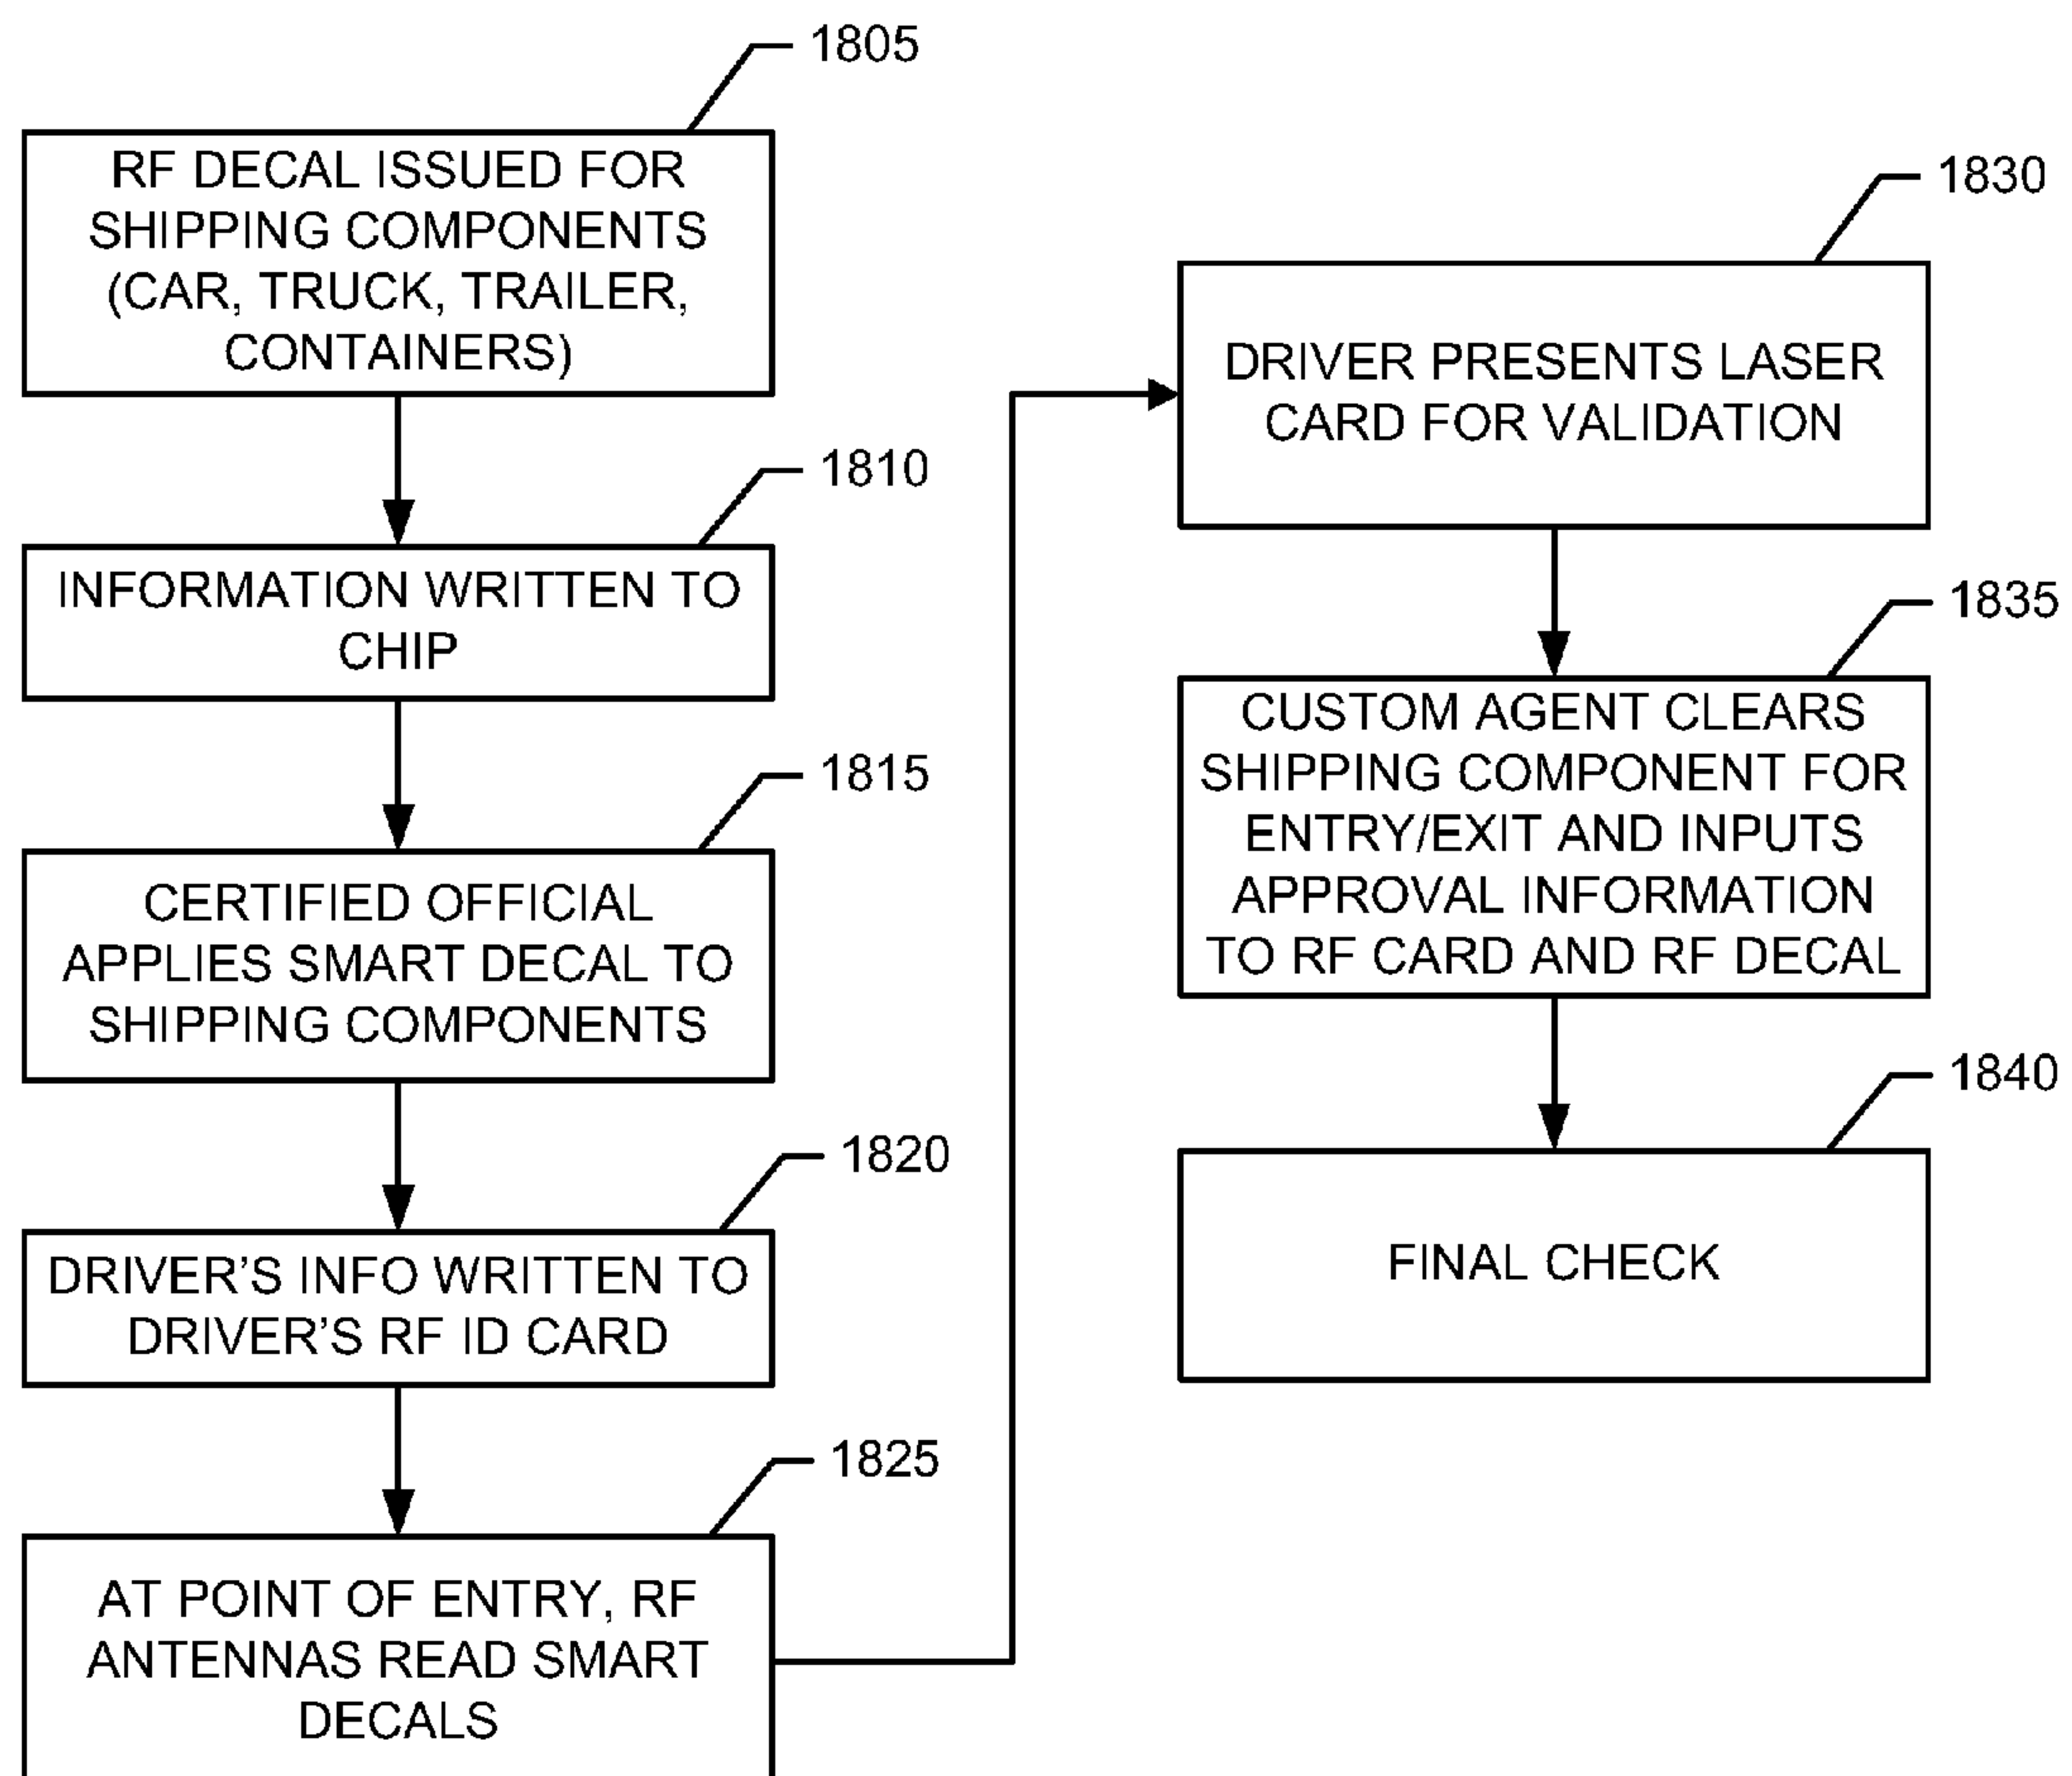 1805
RF DECAL ISSUED FOR
SHIPPING COMPONENTS
(CAR, TRUCK, TRAILER,
CONTAINERS)
1810
INFORMATION WRITTEN TO
CHIP
1815
CERTIFIED OFFICIAL
APPLIES SMART DECAL TO
SHIPPING COMPONENTS
1820
DRIVER’S INFO WRITTEN TO
DRIVER’S RF ID CARD
1825
AT POINT OF ENTRY, RF
ANTENNAS READ SMART
DECALS
1830
DRIVER PRESENTS LASER
CARD FOR VALIDATION
1835
CUSTOM AGENT CLEARS
SHIPPING COMPONENT FOR
ENTRY/EXIT AND INPUTS
APPROVAL INFORMATION
TO RF CARD AND RF DECAL
1840
FINAL CHECK